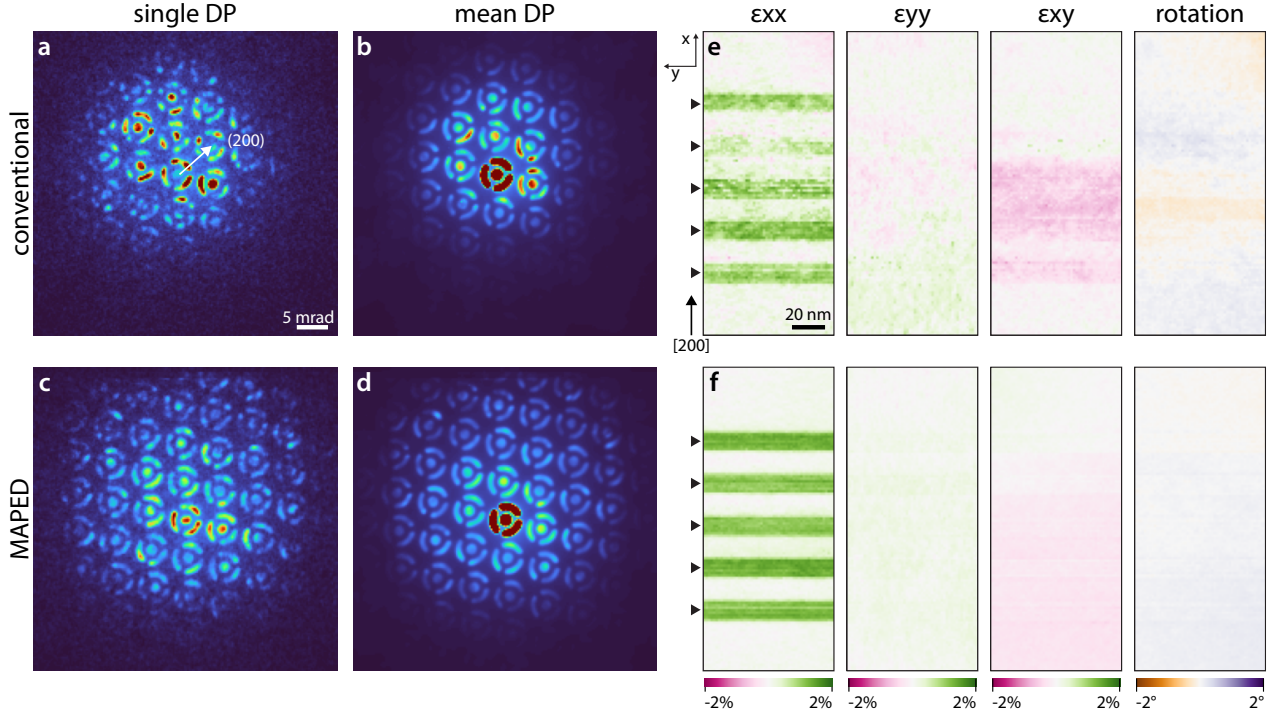 single DP
mean DP
εxx
εyy
εxy
rotation
conventional
a
(200)
5 mrad
b
x
y
e
20 nm
[200]
MAPED
c
d
f
-2%
2%
-2%
2%
-2%
2%
-2°
2°